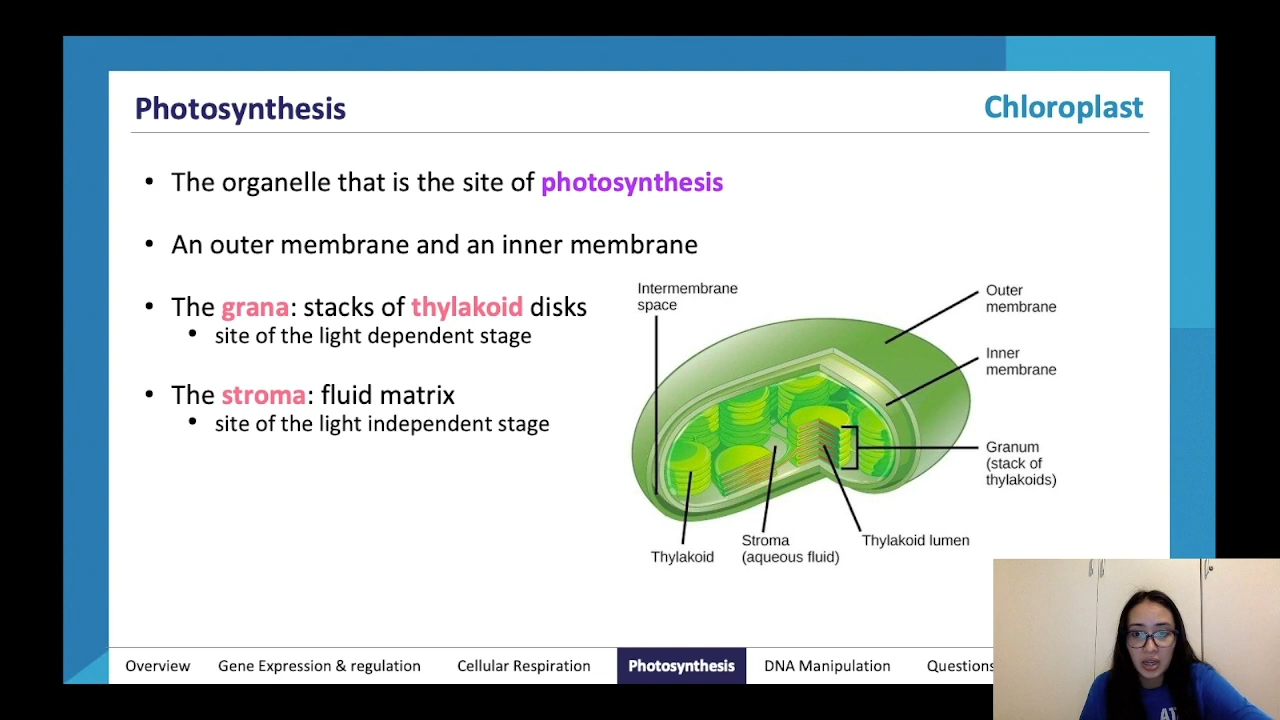 Photosynthesis
Chloroplast
• The organelle that is the site of photosynthesis
• An outer membrane and an inner membrane
• The grana: stacks of thylakoid disks
• site of the light dependent stage
• The stroma: fluid matrix
• site of the light independent stage
Intermembrane
space
Outer
membrane
Inner
membrane
Granum
(stack of
thylakoids)
Thylakoid
Stroma
(aqueous fluid)
Thylakoid lumen
Overview
Gene Expression & regulation
Cellular Respiration
Photosynthesis
DNA Manipulation
Questions